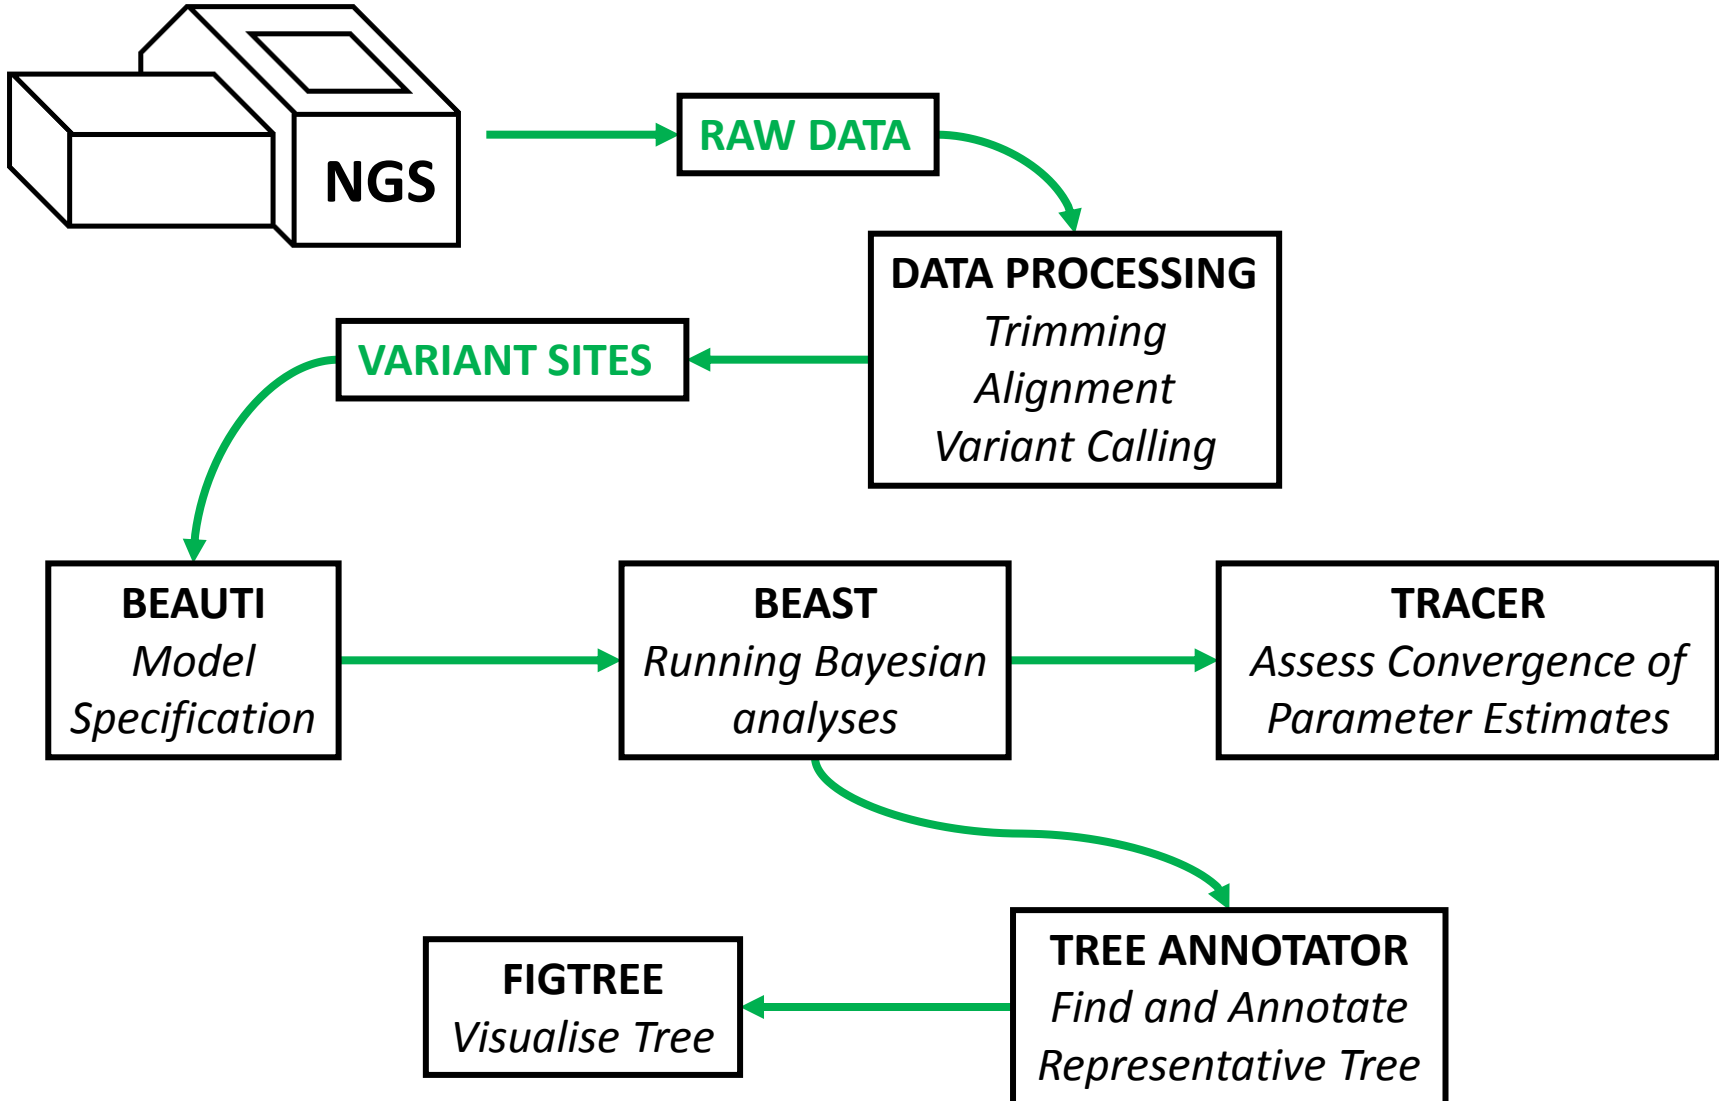 NGS
RAW DATA
DATA PROCESSING
Trimming
Alignment
Variant Calling
VARIANT SITES
BEAUTI
Model
Specification
BEAST
Running Bayesian
analyses
TRACER
Assess Convergence of
Parameter Estimates
TREE ANNOTATOR
Find and Annotate
Representative Tree
FIGTREE
Visualise Tree